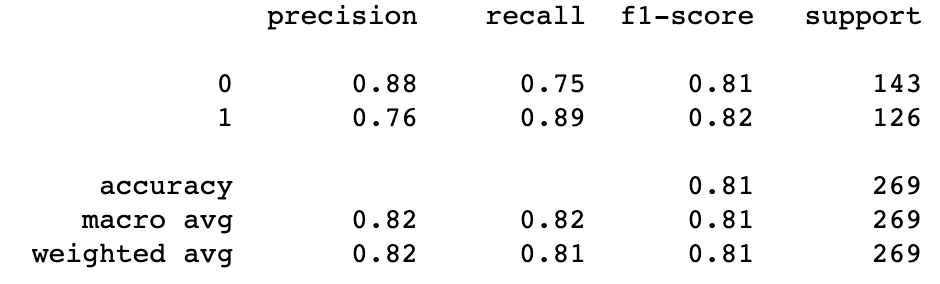 precision recall f1-score support
0 0.88 0.75 0.81 143
1 0.76 0.89 0.82 126
accuracy 0.81 269
macro avg 0.82 0.82 0.81 269
weighted avg 0.82 0.81 0.81 269